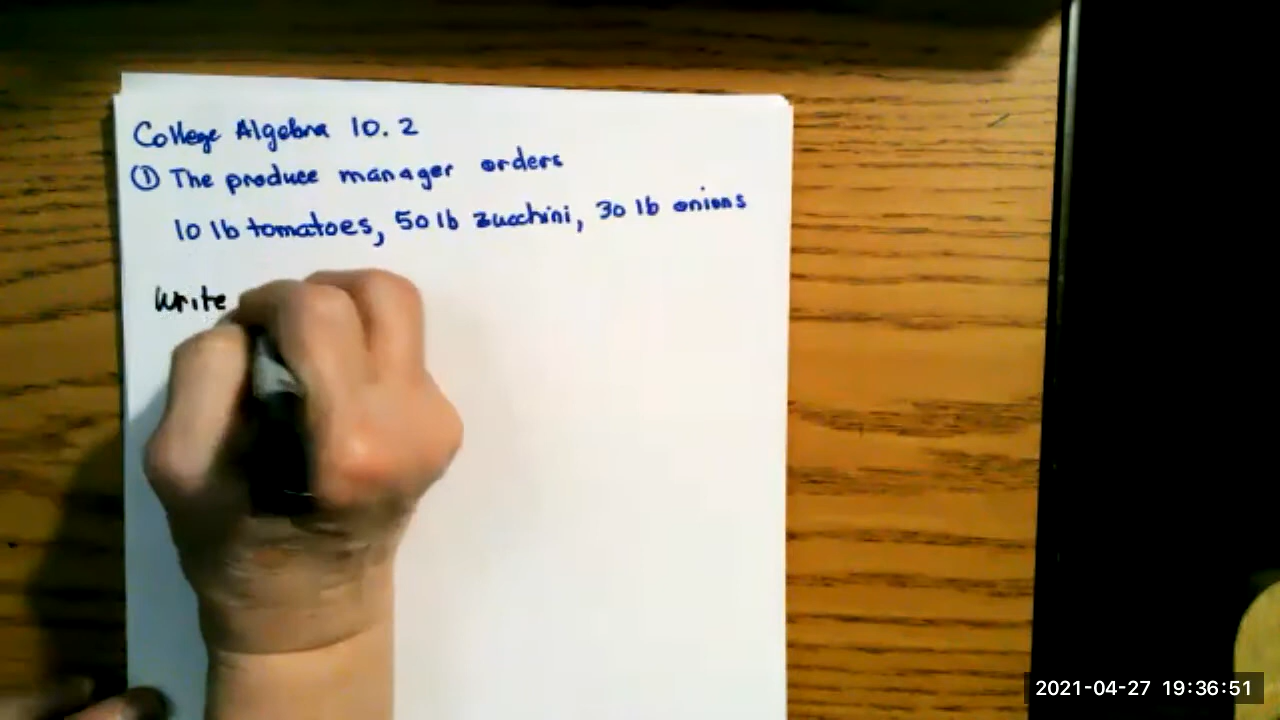 College Algebra 10.2
① The produce manager orders
10 lb tomatoes, 50 lb zucchini, 30 lb onions
Write
2021-04-27 19:36:51